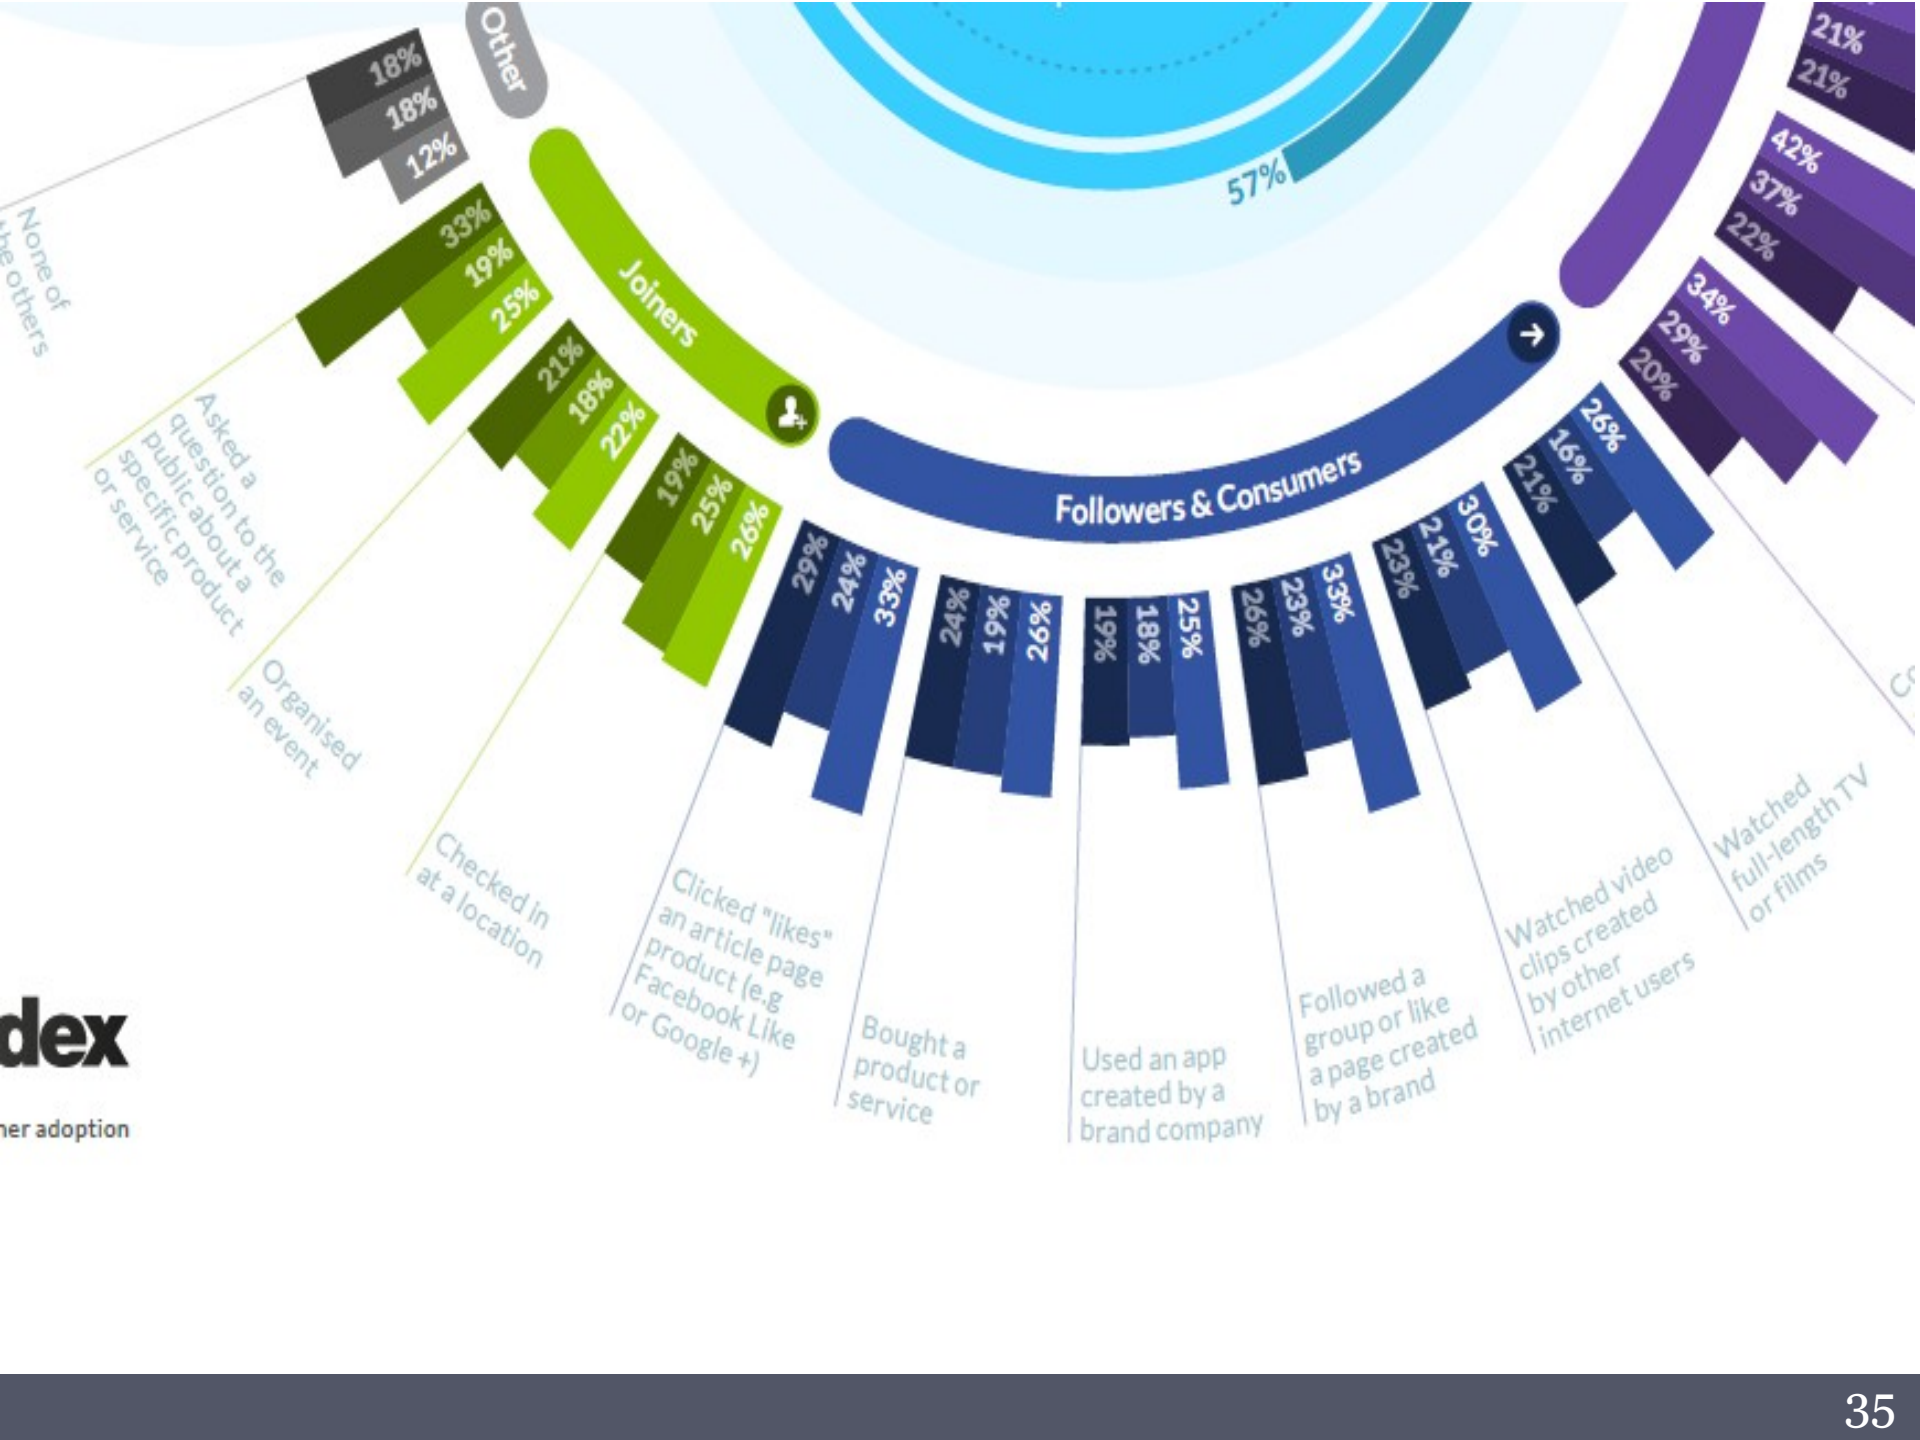 Other
18%
18%
12%
None of
the others
Joiners
33%
19%
25%
Asked a
question to the
public about a
specific product
or service
21%
18%
22%
Organised
an event
19%
25%
26%
Checked in
at a location
Followers & Consumers
29%
24%
33%
Clicked "likes"
an article page
product (e.g
Facebook Like
or Google +)
24%
19%
26%
Bought a
product or
service
19%
18%
25%
Used an app
created by a
brand company
26%
23%
33%
Followed a
group or like
a page created
by a brand
23%
21%
30%
Watched video
clips created
by other
internet users
21%
16%
26%
Watched
full-length TV
or films
34%
29%
20%
42%
37%
22%
21%
21%
57%
dex
adoption
35